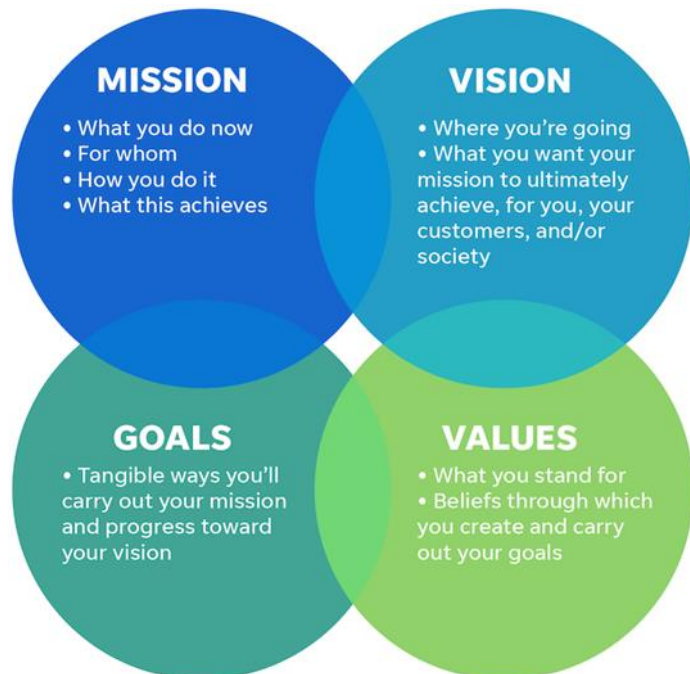 MISSION
• What you do now
• For whom
• How you do it
• What this achieves
VISION
• Where you’re going
• What you want your
mission to ultimately
achieve, for you, your
customers, and/or
society
GOALS
• Tangible ways you’ll
carry out your mission
and progress toward
your vision
VALUES
• What you stand for
• Beliefs through which
you create and carry
out your goals